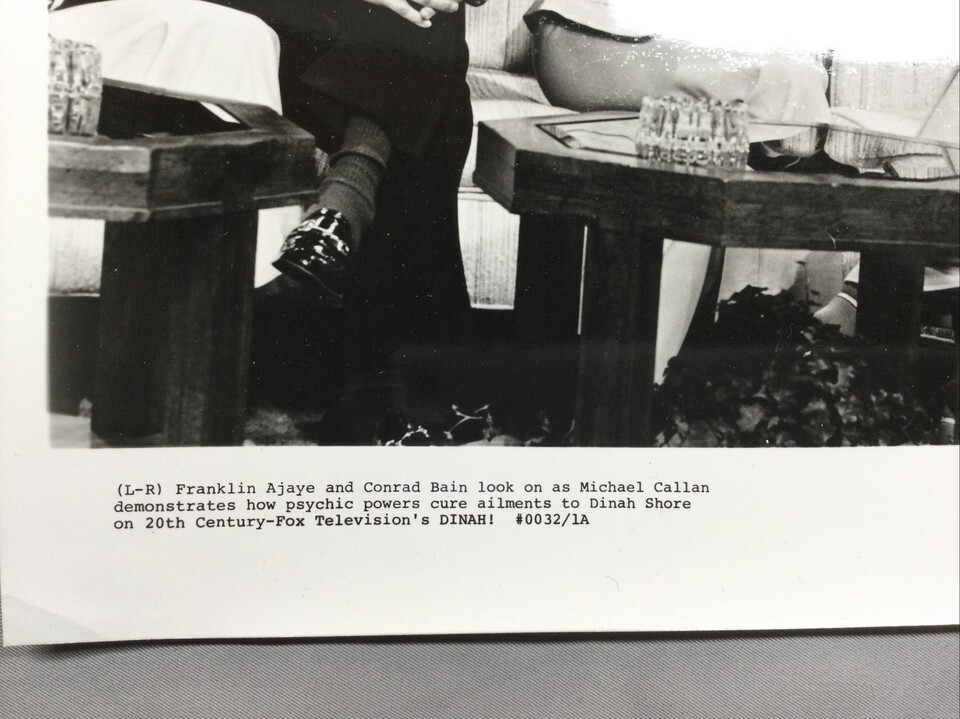 (L-R) Franklin Ajaye and Conrad Bain look on as Michael Callan
demonstrates how psychic powers cure ailments to Dinah Shore
on 20th Century-Fox Television's DINAH!  #0032/1A